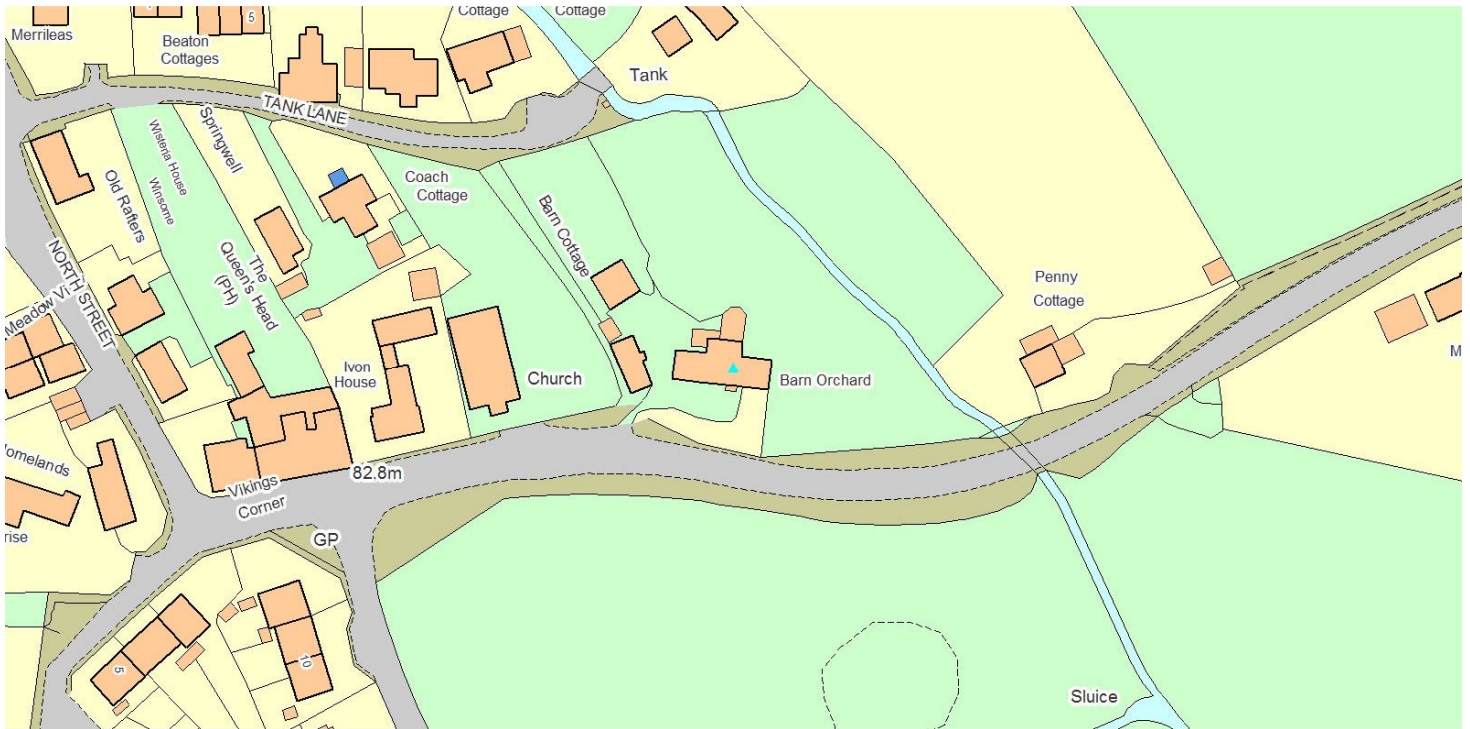 Cottage
Cottage
Merrileas
5
Beaton
Cottages
Tank
TANK LANE
Springwell
Wisteria House
Winsome
Old Rafters
Coach
Cottage
Barn Cottage
The
Queen's Head
(PH)
NORTH STREET
Meadow Vi
Penny
Cottage
Ivon
House
Church
Barn Orchard
M
Homelands
82.8m
Vikings
Corner
rise
GP
5
10
Sluice